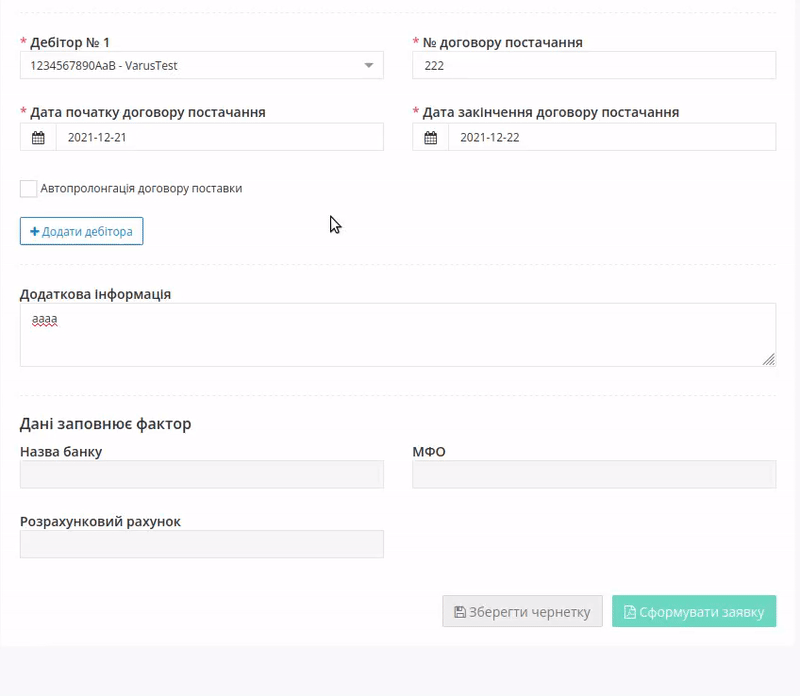 * Дебітор № 1
1234567890АаВ - VarusTest
* № договору постачання
222
* Дата початку договору постачання
2021-12-21
* Дата закінчення договору постачання
2021-12-22
Автопролонгація договору поставки
+ Додати дебітора
Додаткова інформація
аааа
Дані заповнює фактор
Назва банку
МФО
Розрахунковий рахунок
Зберегти чернетку
Сформувати заявку